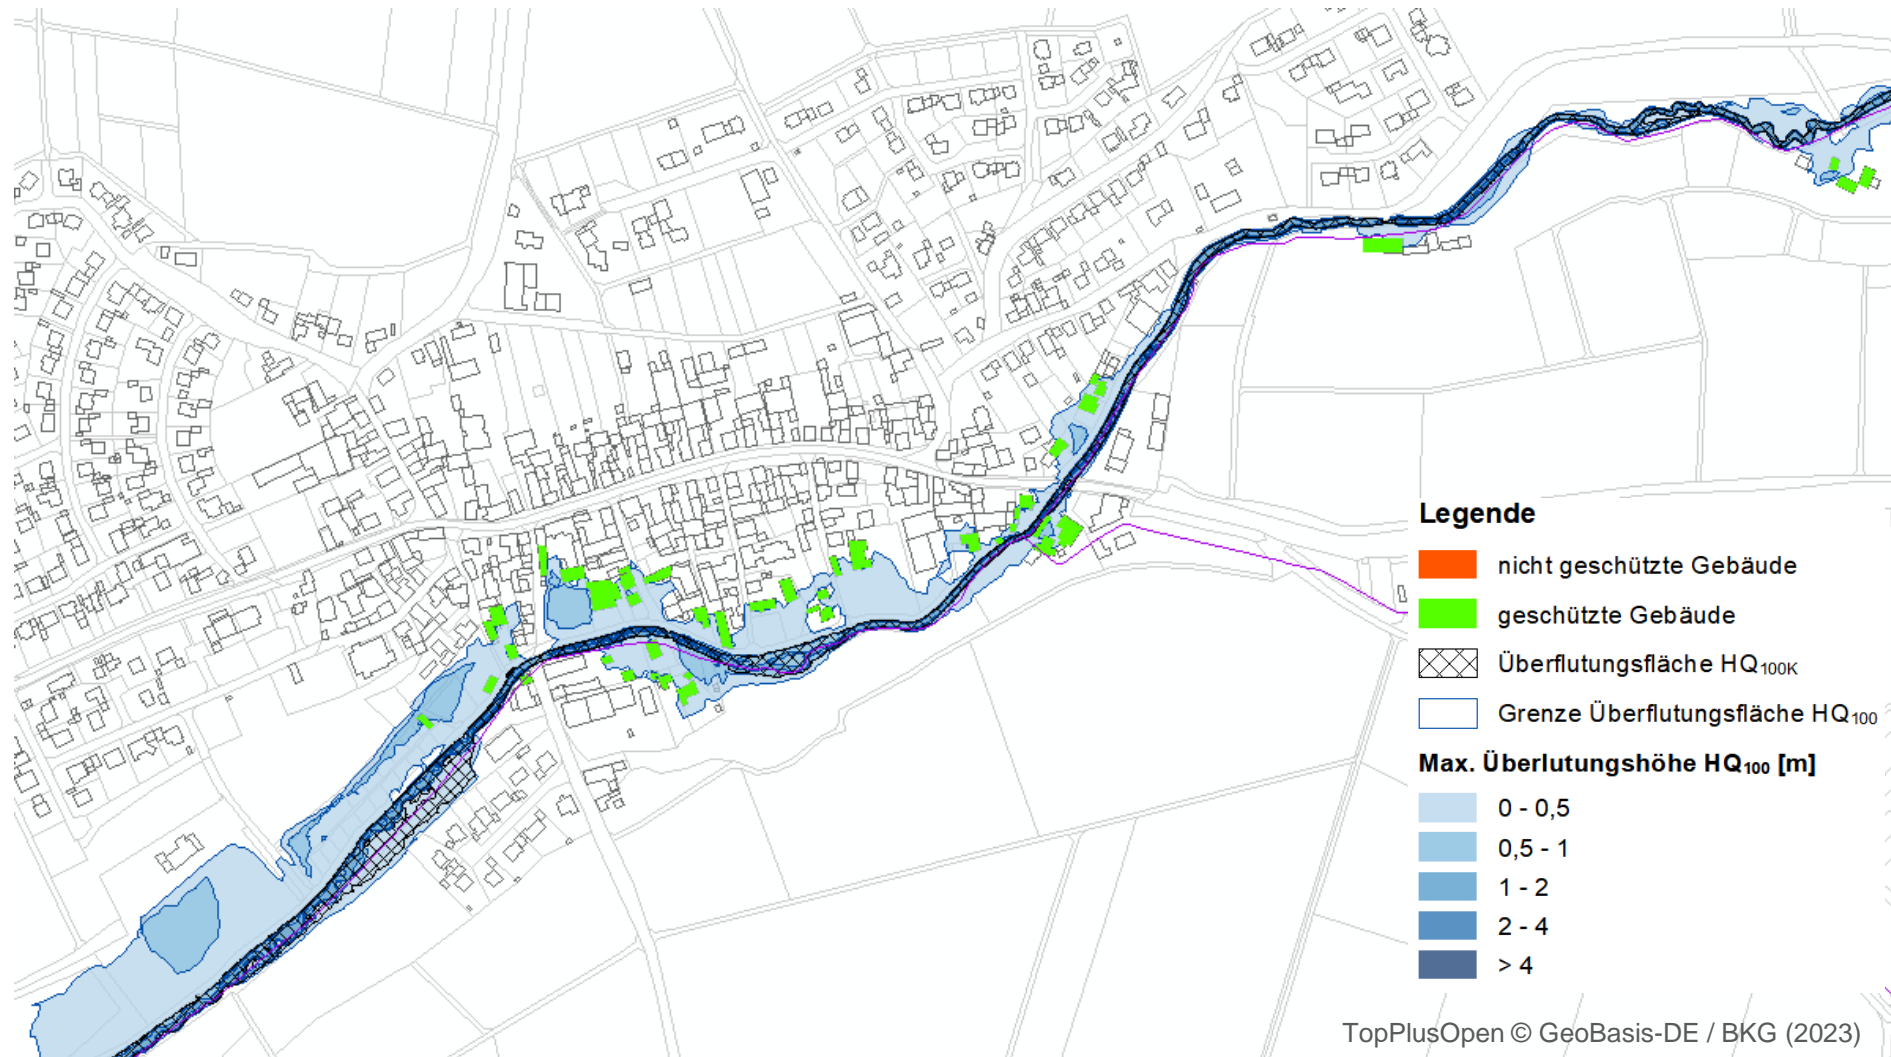 Legende
nicht geschützte Gebäude
geschützte Gebäude
Überflutungsfläche HQ100K
Grenze Überflutungsfläche HQ100
Max. Überlutungshöhe HQ100 [m]
0 - 0,5
0,5 - 1
1 - 2
2 - 4
> 4
TopPlusOpen © GeoBasis-DE / BKG (2023)